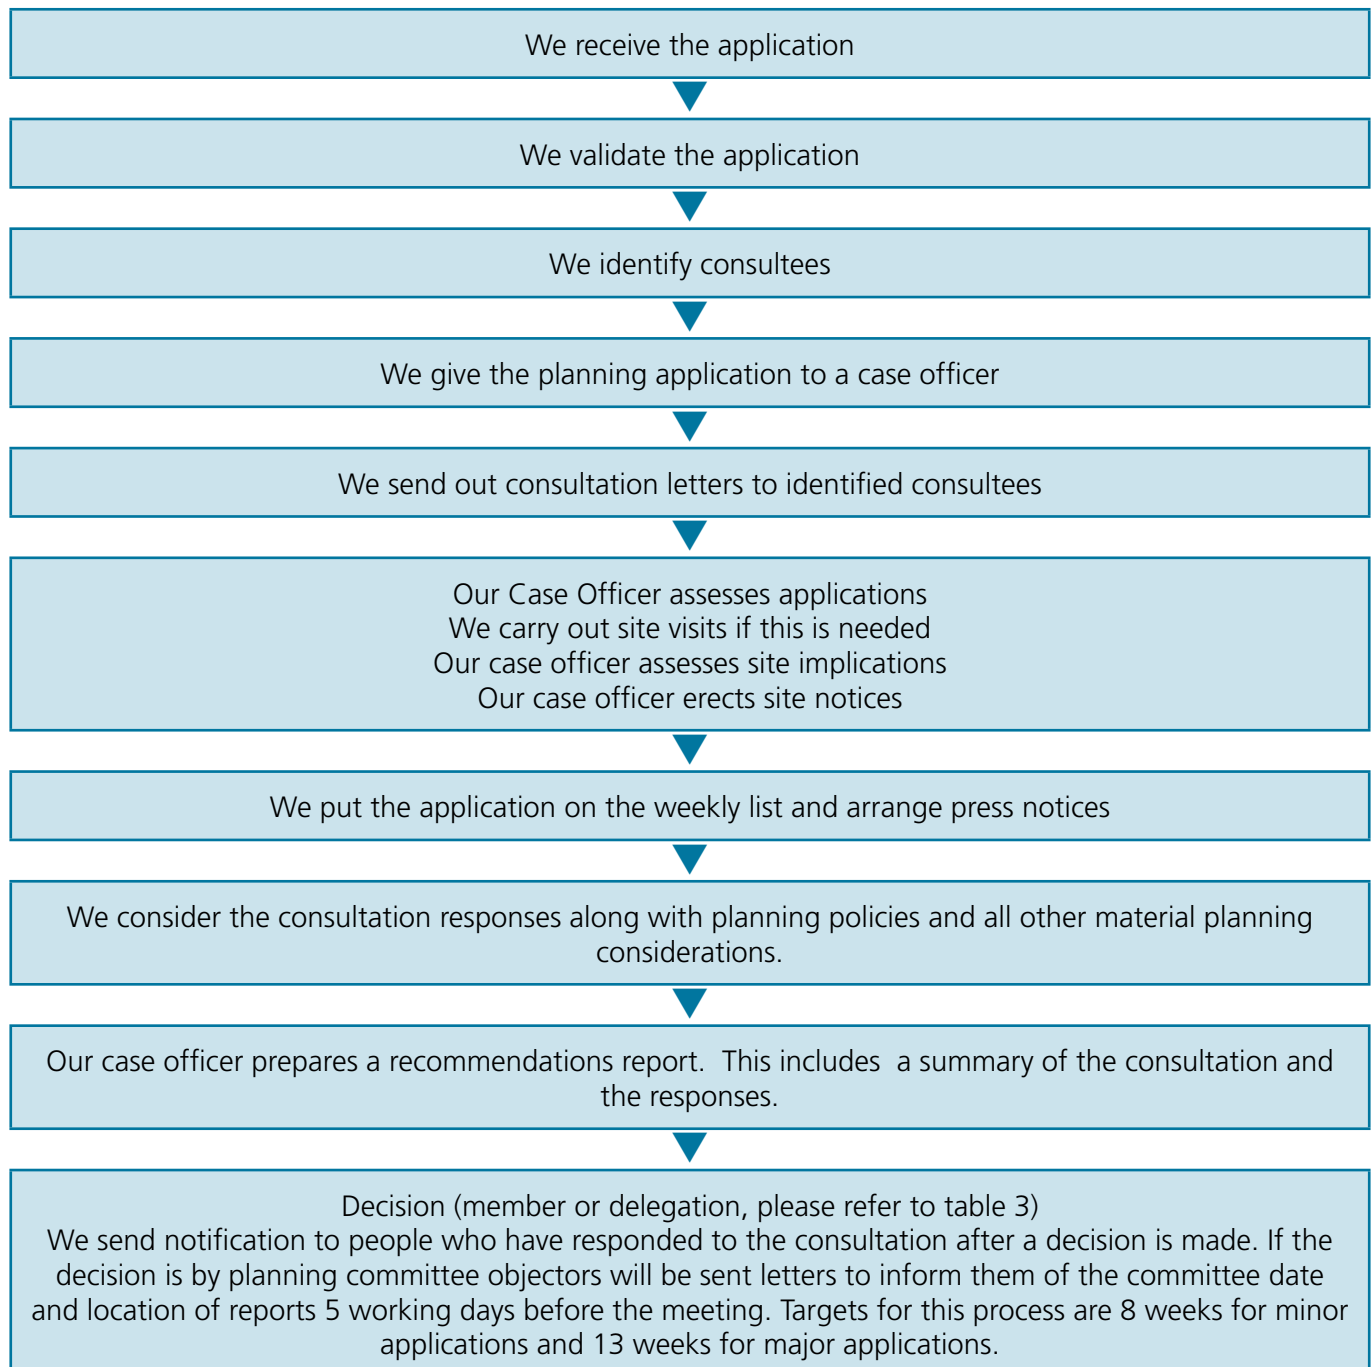 We receive the application
We validate the application
We identify consultees
We give the planning application to a case officer
We send out consultation letters to identified consultees
Our Case Officer assesses applications
We carry out site visits if this is needed
Our case officer assesses site implications
Our case officer erects site notices
We put the application on the weekly list and arrange press notices
We consider the consultation responses along with planning policies and all other material planning
considerations.
Our case officer prepares a recommendations report.  This includes  a summary of the consultation and
the responses.
Decision (member or delegation, please refer to table 3)
We send notification to people who have responded to the consultation after a decision is made. If the
decision is by planning committee objectors will be sent letters to inform them of the committee date
and location of reports 5 working days before the meeting. Targets for this process are 8 weeks for minor
applications and 13 weeks for major applications.